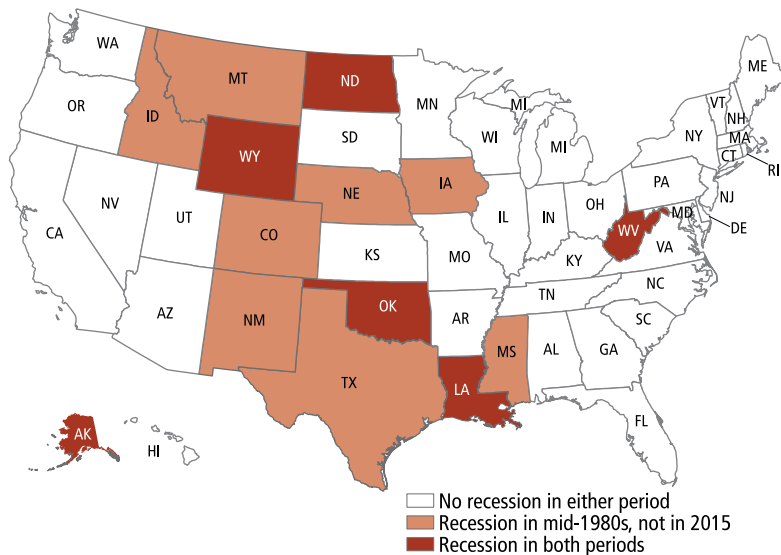 WA
MT
ND
MN
ME
OR
ID
WY
SD
WI
MI
MI
NY
VT
NH
MA
CT
RI
NV
UT
CO
NE
IA
IL
IN
OH
PA
NJ
MD
DE
WV
VA
CA
KS
MO
KY
AZ
NM
OK
AR
TN
NC
SC
TX
LA
MS
AL
GA
FL
AK
HI
No recession in either period
Recession in mid-1980s, not in 2015
Recession in both periods